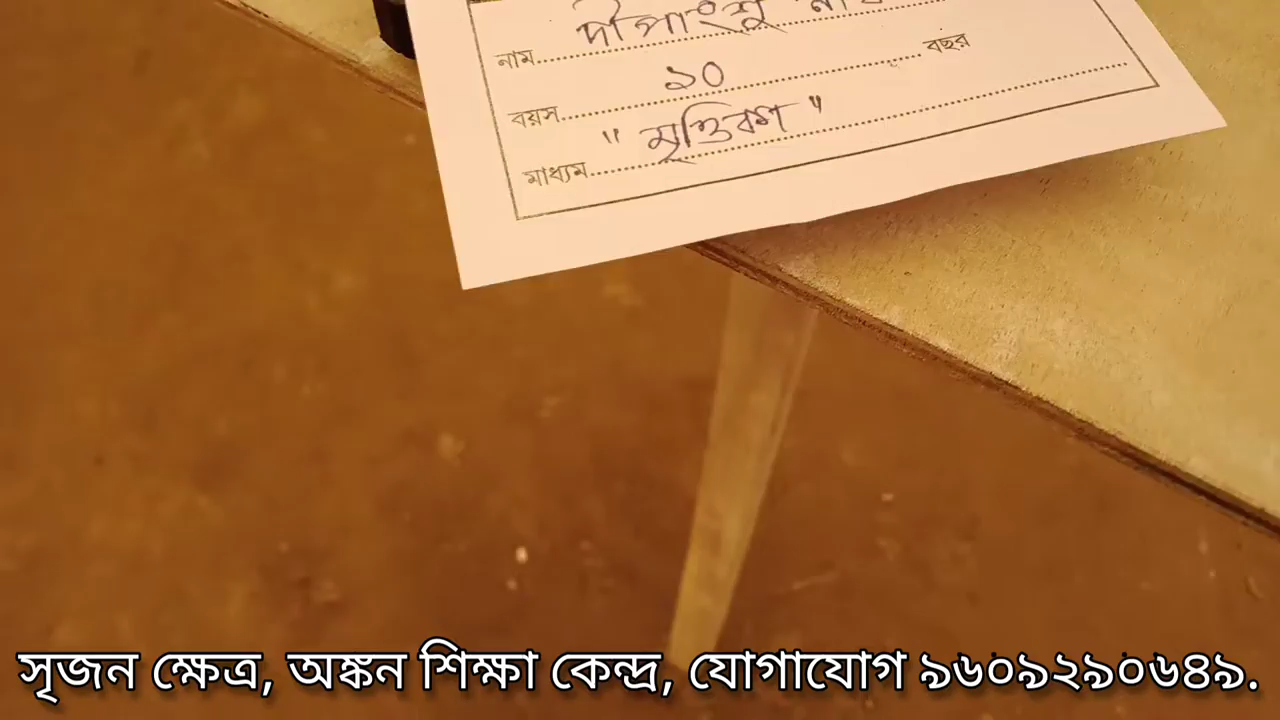 নাম দীপাংশু
বয়স ১০ বছর
মাধ্যম " মৃত্তিকা "
সৃজন ক্ষেত্র, অঙ্কন শিক্ষা কেন্দ্র, যোগাযোগ ৯৬০৯২৯০৬৪৯.